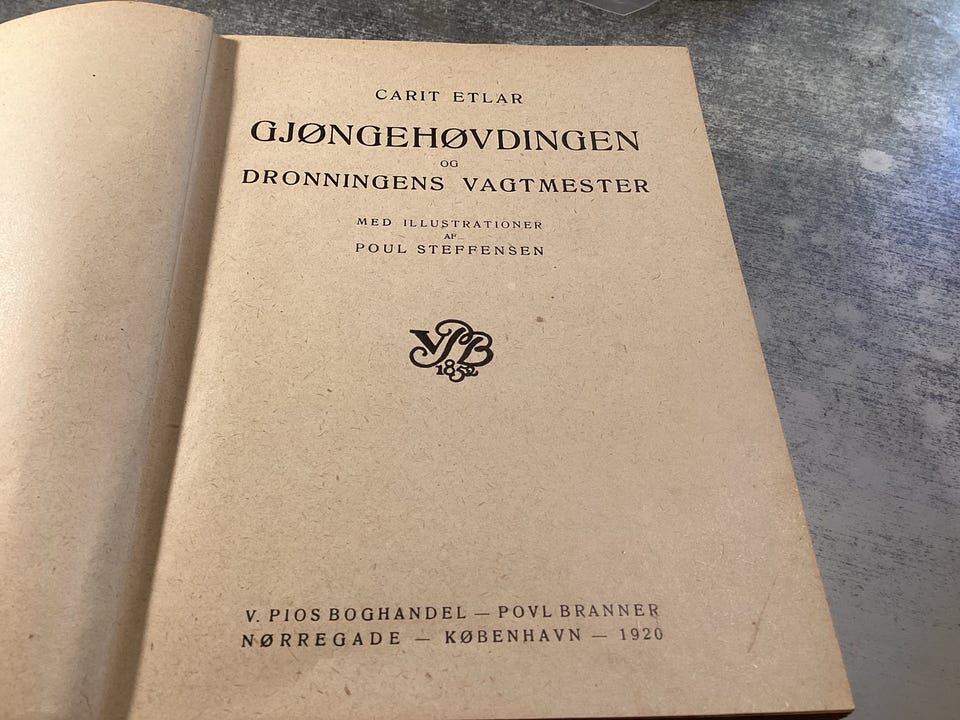 CARIT ETLAR
GJØNGEHØVDINGEN
OG
DRONNINGENS VAGTMESTER
MED ILLUSTRATIONER
AF
POUL STEFFENSEN
VPB
1852
V. PIOS BOGHANDEL — POVL BRANNER
NØRREGADE — KØBENHAVN — 1920